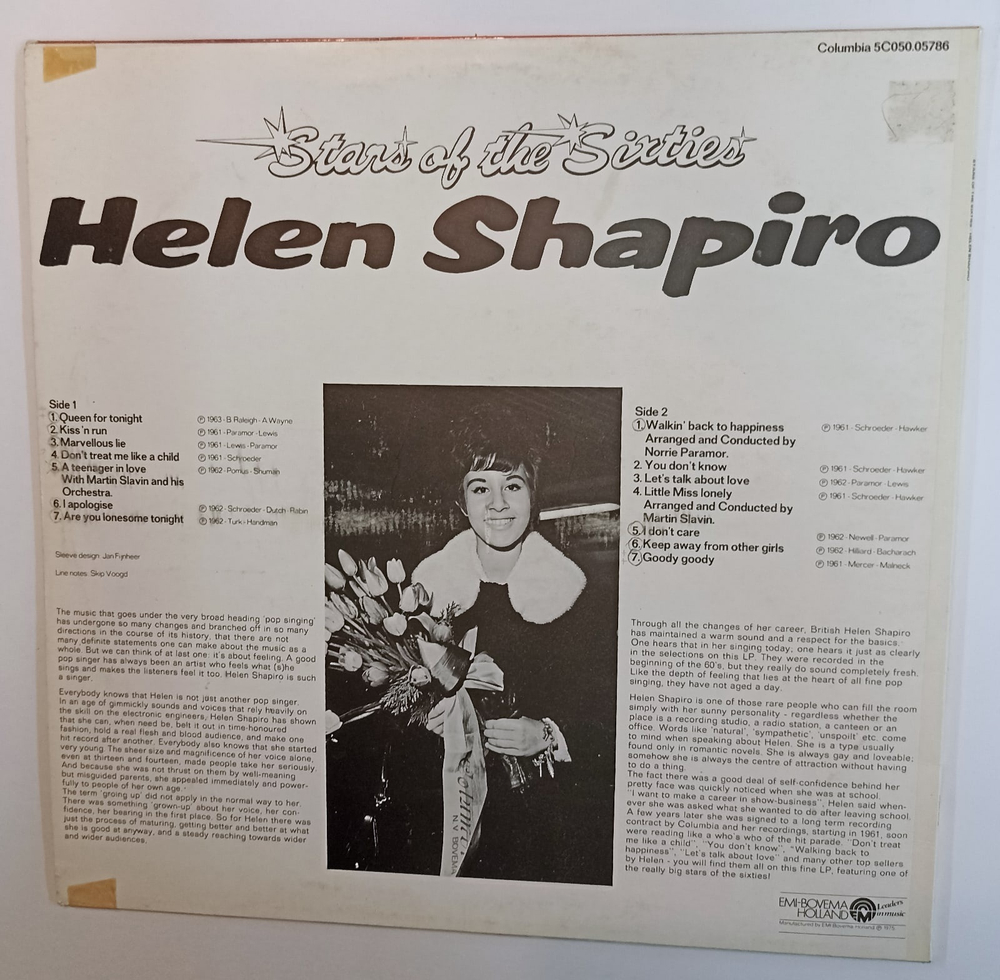 Columbia 5C050.05786
Stars of the Sixties
Helen Shapiro
Side 1
1. Queen for tonight ℗ 1963 - B Raleigh - A Wayne
2. Kiss 'n run ℗ 1961 - Paramor - Lewis
3. Marvellous lie ℗ 1961 - Lewis - Paramor
4. Don't treat me like a child ℗ 1961 - Schroeder
5. A teenager in love ℗ 1962 - Pomus - Shuman
With Martin Slavin and his
Orchestra.
6. I apologise ℗ 1962 - Schroeder - Dutch - Rabin
7. Are you lonesome tonight ℗ 1962 - Turk - Handman
Sleeve design: Jan Fijnheer
Line notes: Skip Voogd
The music that goes under the very broad heading 'pop singing'
has undergone so many changes and branched off in so many
directions in the course of its history, that there are not
many definite statements one can make about the music as a
whole. But we can think of at last one: it's about feeling. A good
pop singer has always been an artist who feels what (s)he
sings and makes the listeners feel it too. Helen Shapiro is such
a singer.
Everybody knows that Helen is not just another pop singer.
In an age of gimmickly sounds and voices that rely heavily on
the skill on the electronic engineers, Helen Shapiro has shown
that she can, when need be, belt it out in time-honoured
fashion, hold a real flesh and blood audience, and make one
hit record after another. Everybody also knows that she started
very young. The sheer size and magnificence of her voice alone,
even at thirteen and fourteen, made people take her seriously.
And because she was not thrust on them by well-meaning
but misguided parents, she appealed immediately and power-
fully to people of her own age.
The term 'groing up' did not apply in the normal way to her.
There was something 'grown-up' about her voice, her con-
fidence, her bearing in the first place. So for Helen there was
just the process of maturing, getting better and better at what
she is good at anyway, and a steady reaching towards wider
and wider audiences.
N.V. BOVEMA
Side 2
1. Walkin' back to happiness ℗ 1961 - Schroeder - Hawker
Arranged and Conducted by
Norrie Paramor.
2. You don't know ℗ 1961 - Schroeder - Hawker
3. Let's talk about love ℗ 1962 - Paramor - Lewis
4. Little Miss lonely ℗ 1961 - Schroeder - Hawker
Arranged and Conducted by
Martin Slavin.
5. I don't care ℗ 1962 - Newell - Paramor
6. Keep away from other girls ℗ 1962 - Hilliard - Bacharach
7. Goody goody ℗ 1961 - Mercer - Malneck
Through all the changes of her career, British Helen Shapiro
has maintained a warm sound and a respect for the basics.
One hears that in her singing today; one hears it just as clearly
in the selections on this LP. They were recorded in the
beginning of the 60's, but they really do sound completely fresh.
Like the depth of feeling that lies at the heart of all fine pop
singing, they have not aged a day.
Helen Shapiro is one of those rare people who can fill the room
simply with her sunny personality - regardless whether the
place is a recording studio, a radio station, a canteen or an
office. Words like 'natural', 'sympathetic', 'unspoilt' etc. come
to mind when speaking about Helen. She is a type usually
found only in romantic novels. She is always gay and loveable;
somehow she is always the centre of attraction without having
to do a thing.
The fact there was a good deal of self-confidence behind her
pretty face was quickly noticed when she was at school.
"I want to make a career in show-business", Helen said when-
ever she was asked what she wanted to do after leaving school.
A few years later she was signed to a long term recording
contract by Columbia and her recordings, starting in 1961, soon
were reading like a who's who of the hit parade. "Don't treat
me like a child", "You don't know", "Walking back to
happiness", "Let's talk about love" and many other top sellers
by Helen - you will find them all on this fine LP, featuring one of
the really big stars of the sixties!
EMI-BOVEMA
HOLLAND
EMI
Leaders
in music
Manufactured by EMI-Bovema Holland ℗ 1975